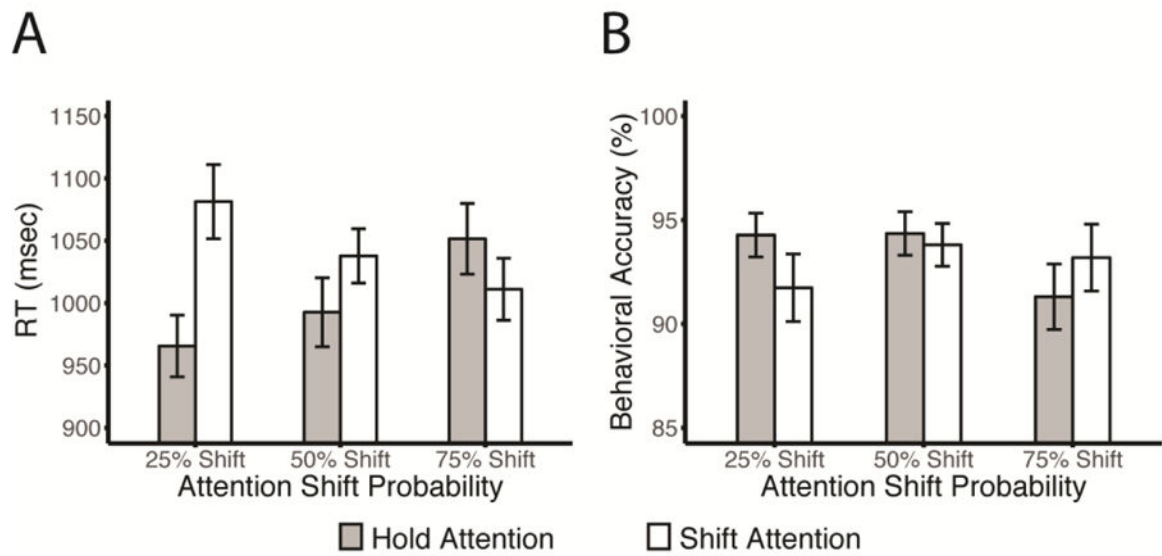 A
B
RT (msec)
1150
1100
1050
1000
950
900
25% Shift 50% Shift 75% Shift
Attention Shift Probability
Behavioral Accuracy (%)
100
95
90
85
25% Shift 50% Shift 75% Shift
Attention Shift Probability
Hold Attention
Shift Attention